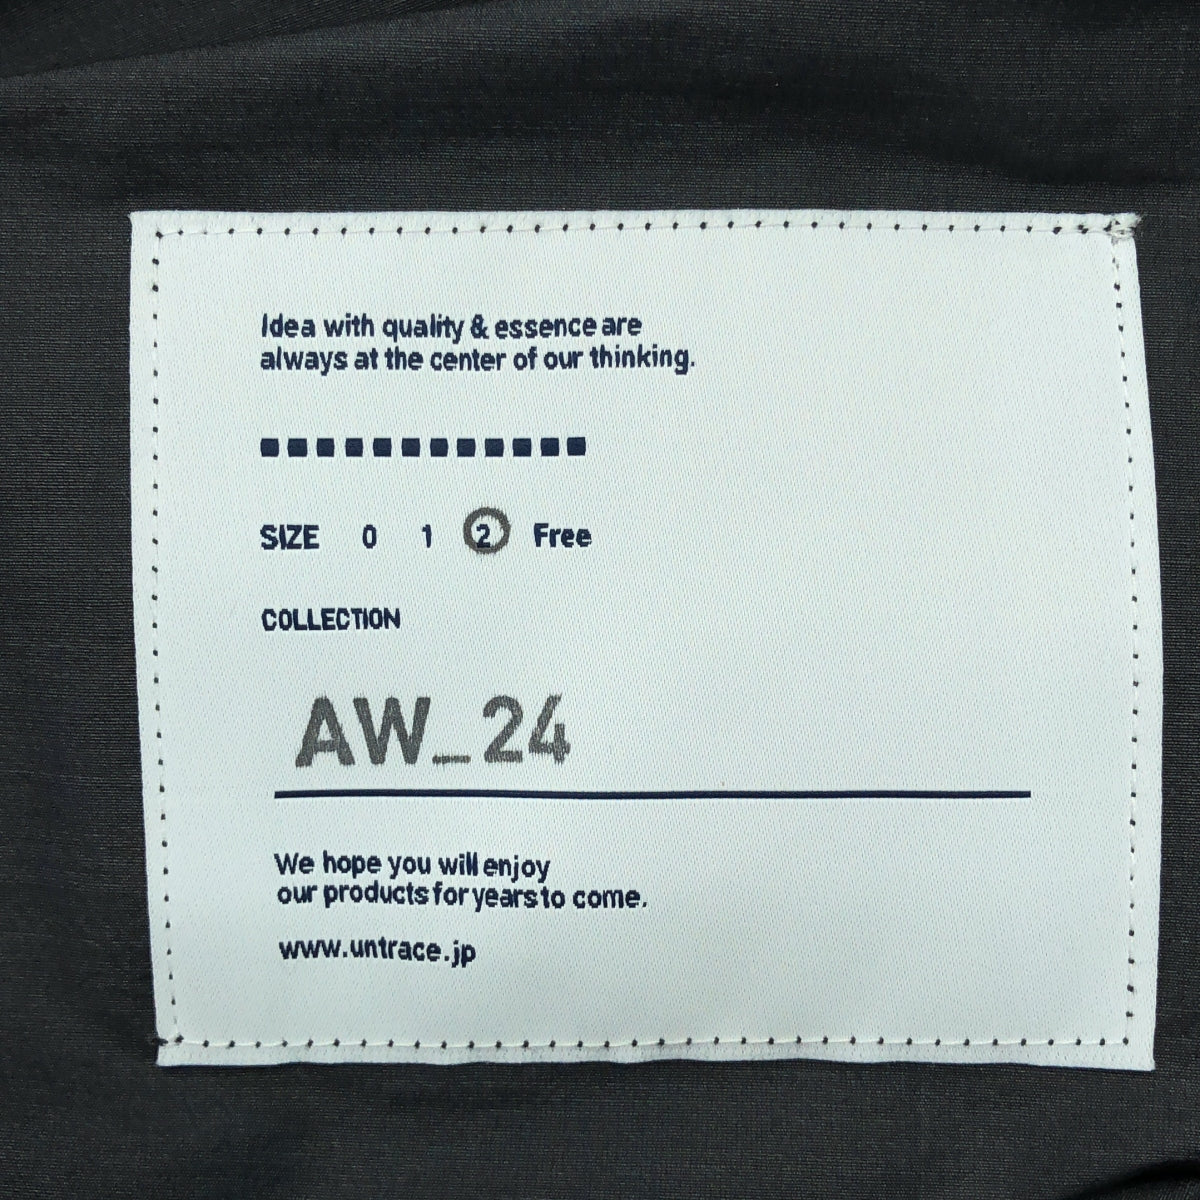 Idea with quality & essence are
always at the center of our thinking.
SIZE 0 1 2 Free
COLLECTION
AW_24
We hope you will enjoy
our products for years to come.
www.untrace.jp